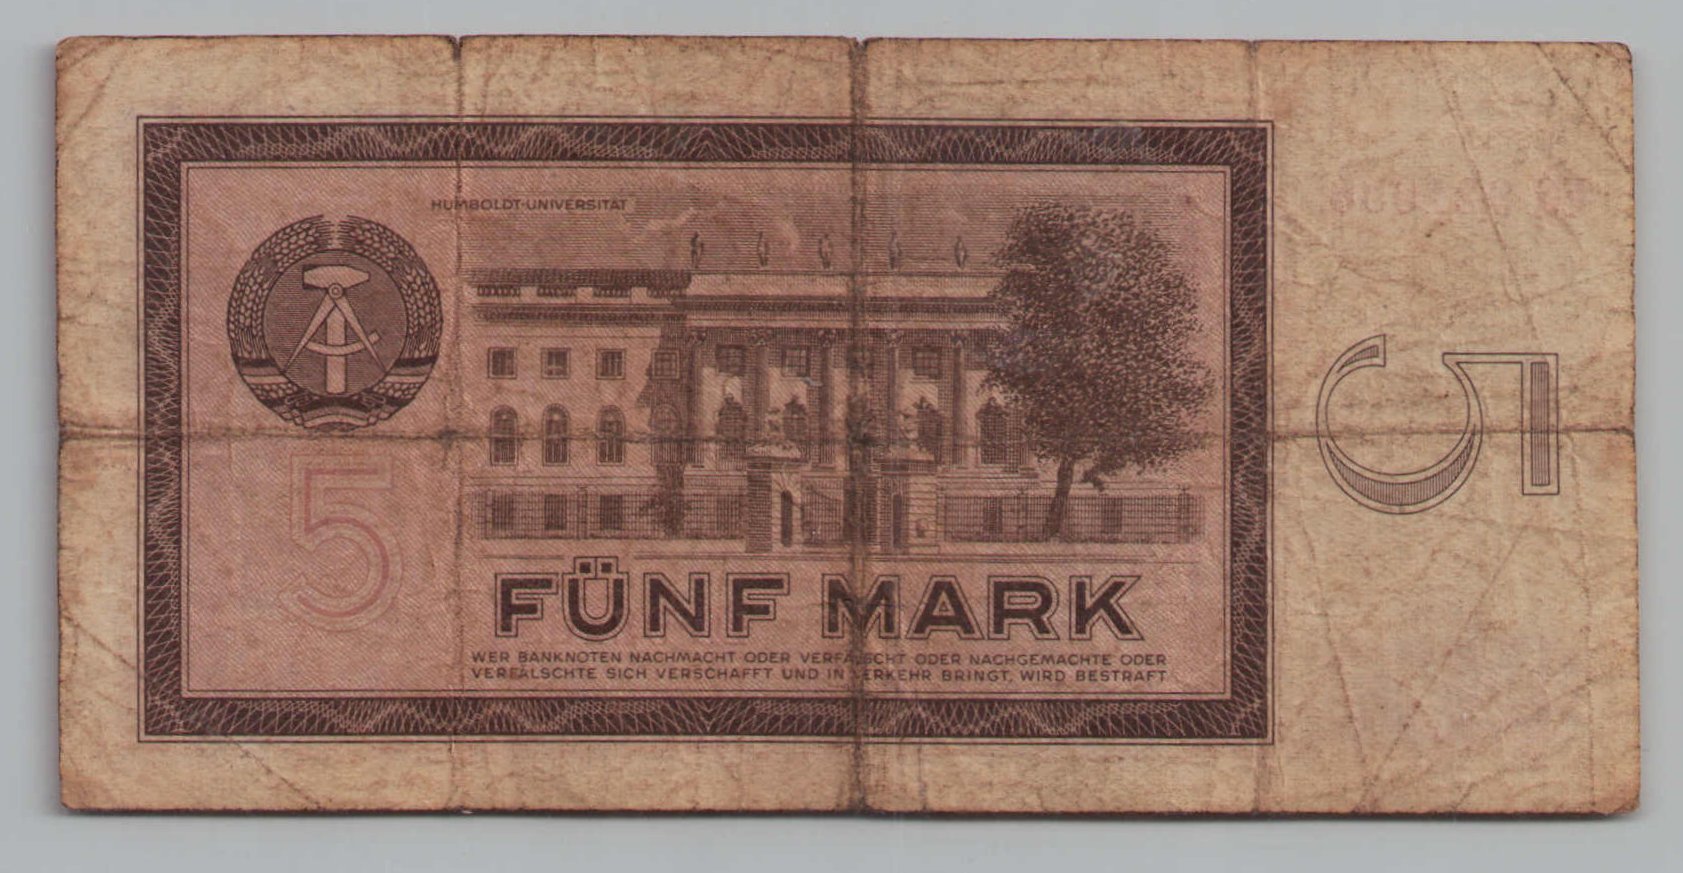 HUMBOLDT-UNIVERSITÄT
5
5
FÜNF MARK
WER BANKNOTEN NACHMACHT ODER VERFÄLSCHT ODER NACHGEMACHTE ODER
VERFÄLSCHTE SICH VERSCHAFFT UND IN VERKEHR BRINGT, WIRD BESTRAFT